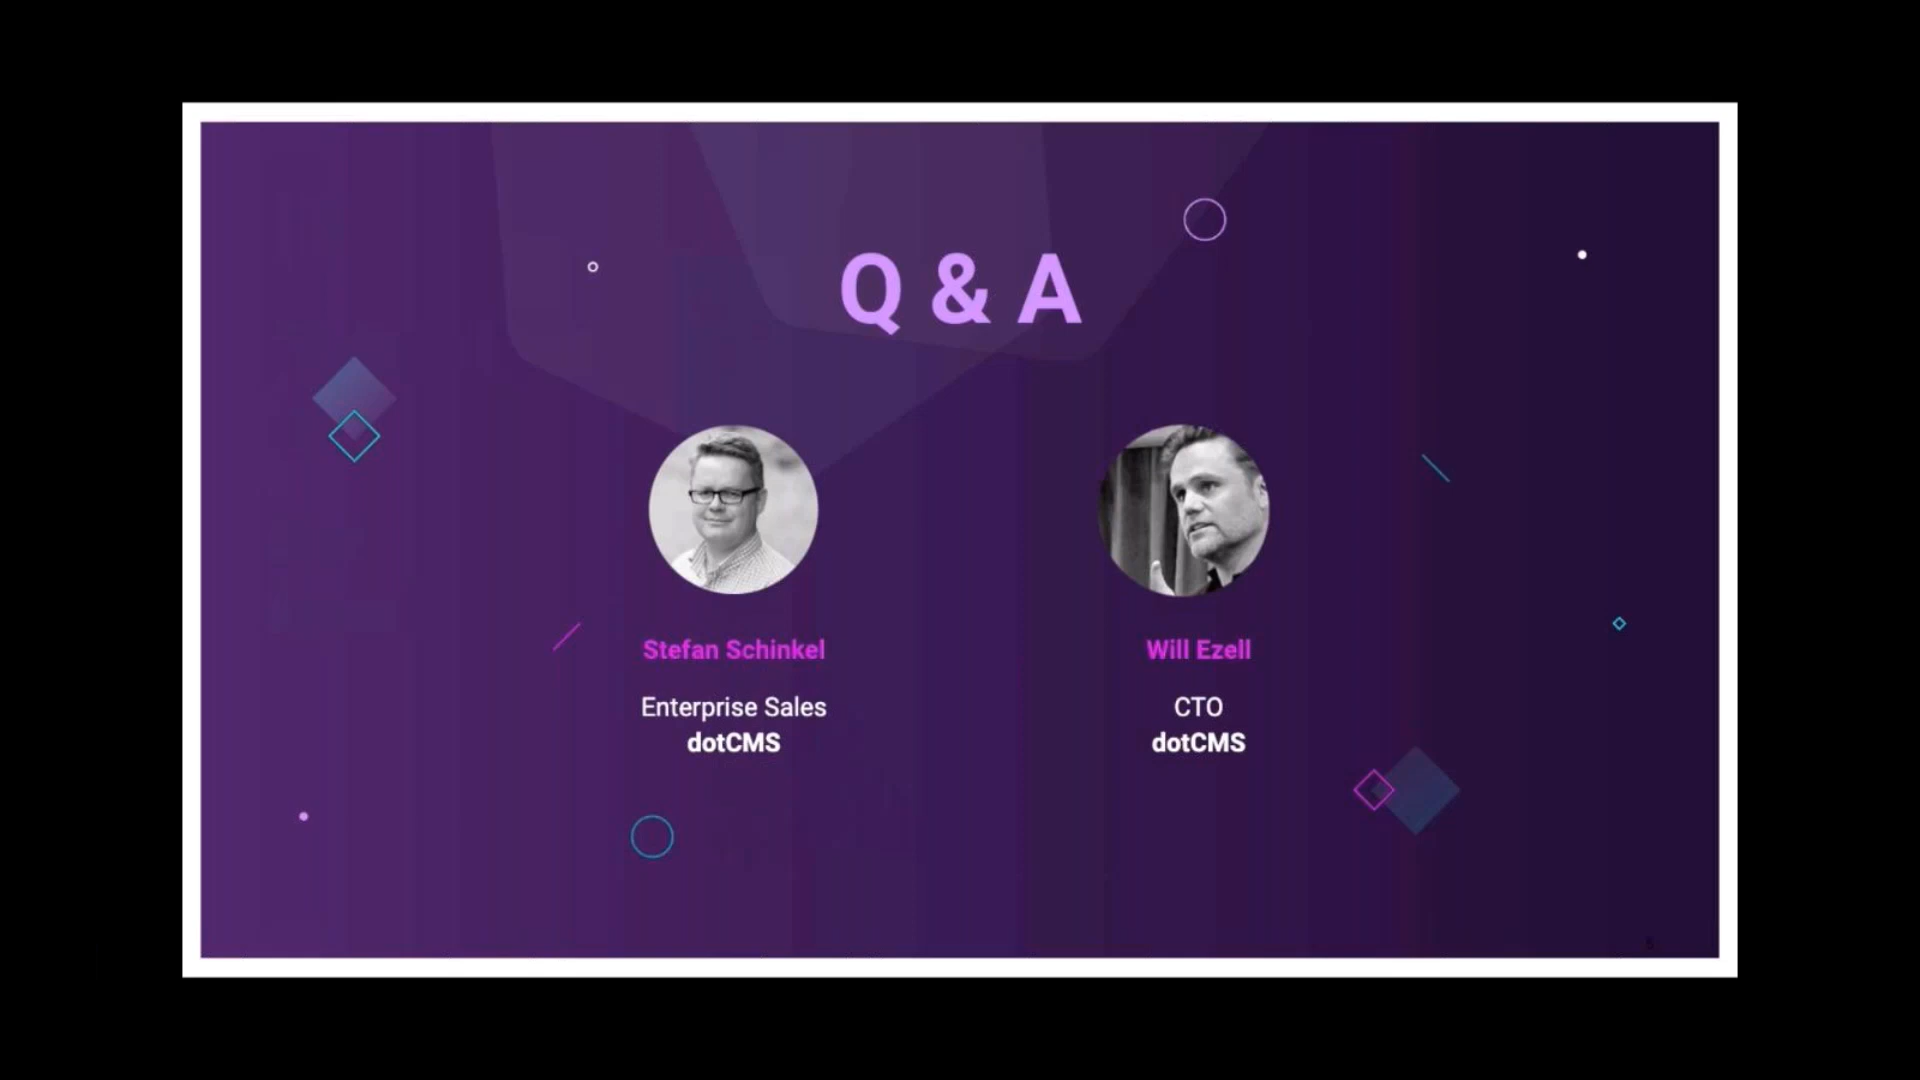 Q & A
Stefan Schinkel
Enterprise Sales
dotCMS
Will Ezell
CTO
dotCMS